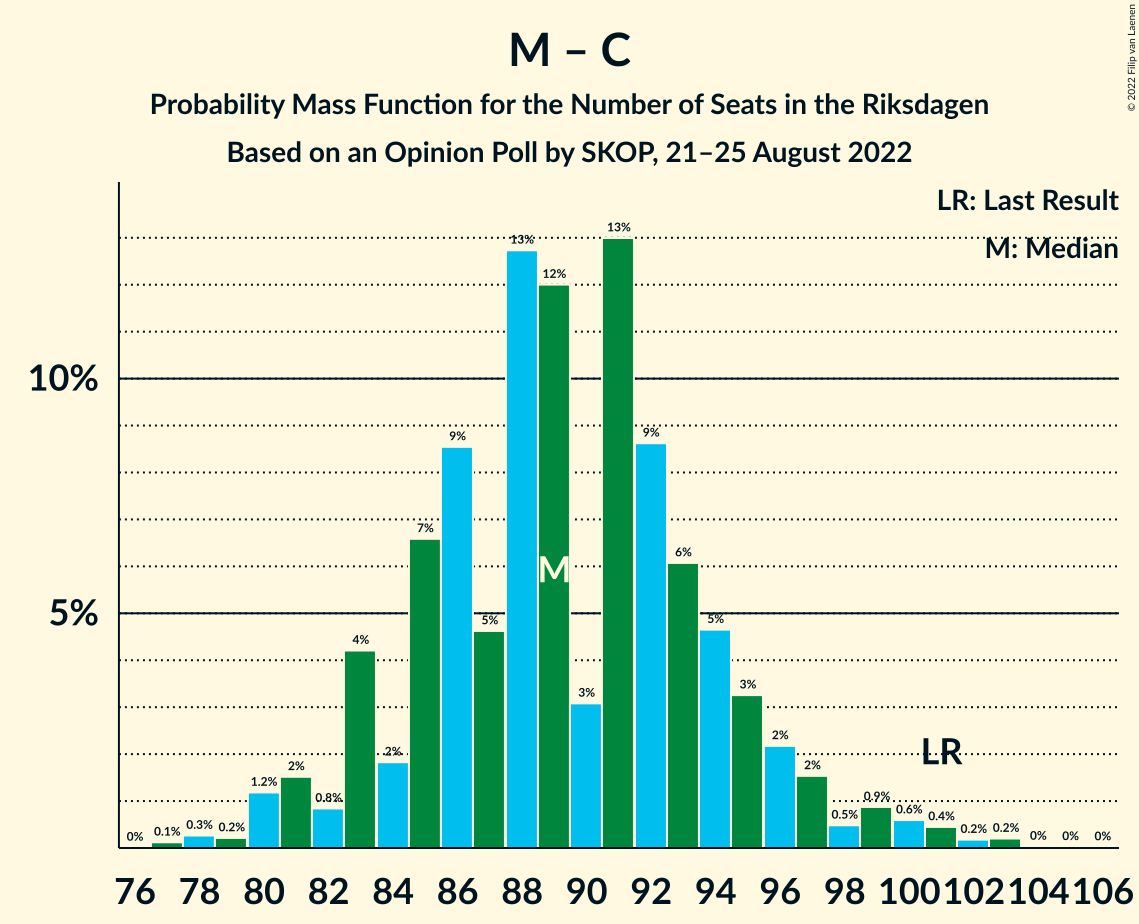 M – C
Probability Mass Function for the Number of Seats in the Riksdagen
Based on an Opinion Poll by SKOP, 21–25 August 2022
© 2022 Filip van Laenen
LR: Last Result
M: Median
10%
5%
0% 0.1% 0.3% 0.2% 1.2% 2% 0.8% 4% 2% 7% 9% 5% 13% 12% 3% 13% 9% 6% 5% 3% 2% 2% 0.5% 0.9% 0.6% 0.4% 0.2% 0.2% 0% 0% 0%
M
LR
76 78 80 82 84 86 88 90 92 94 96 98 100 102 104 106